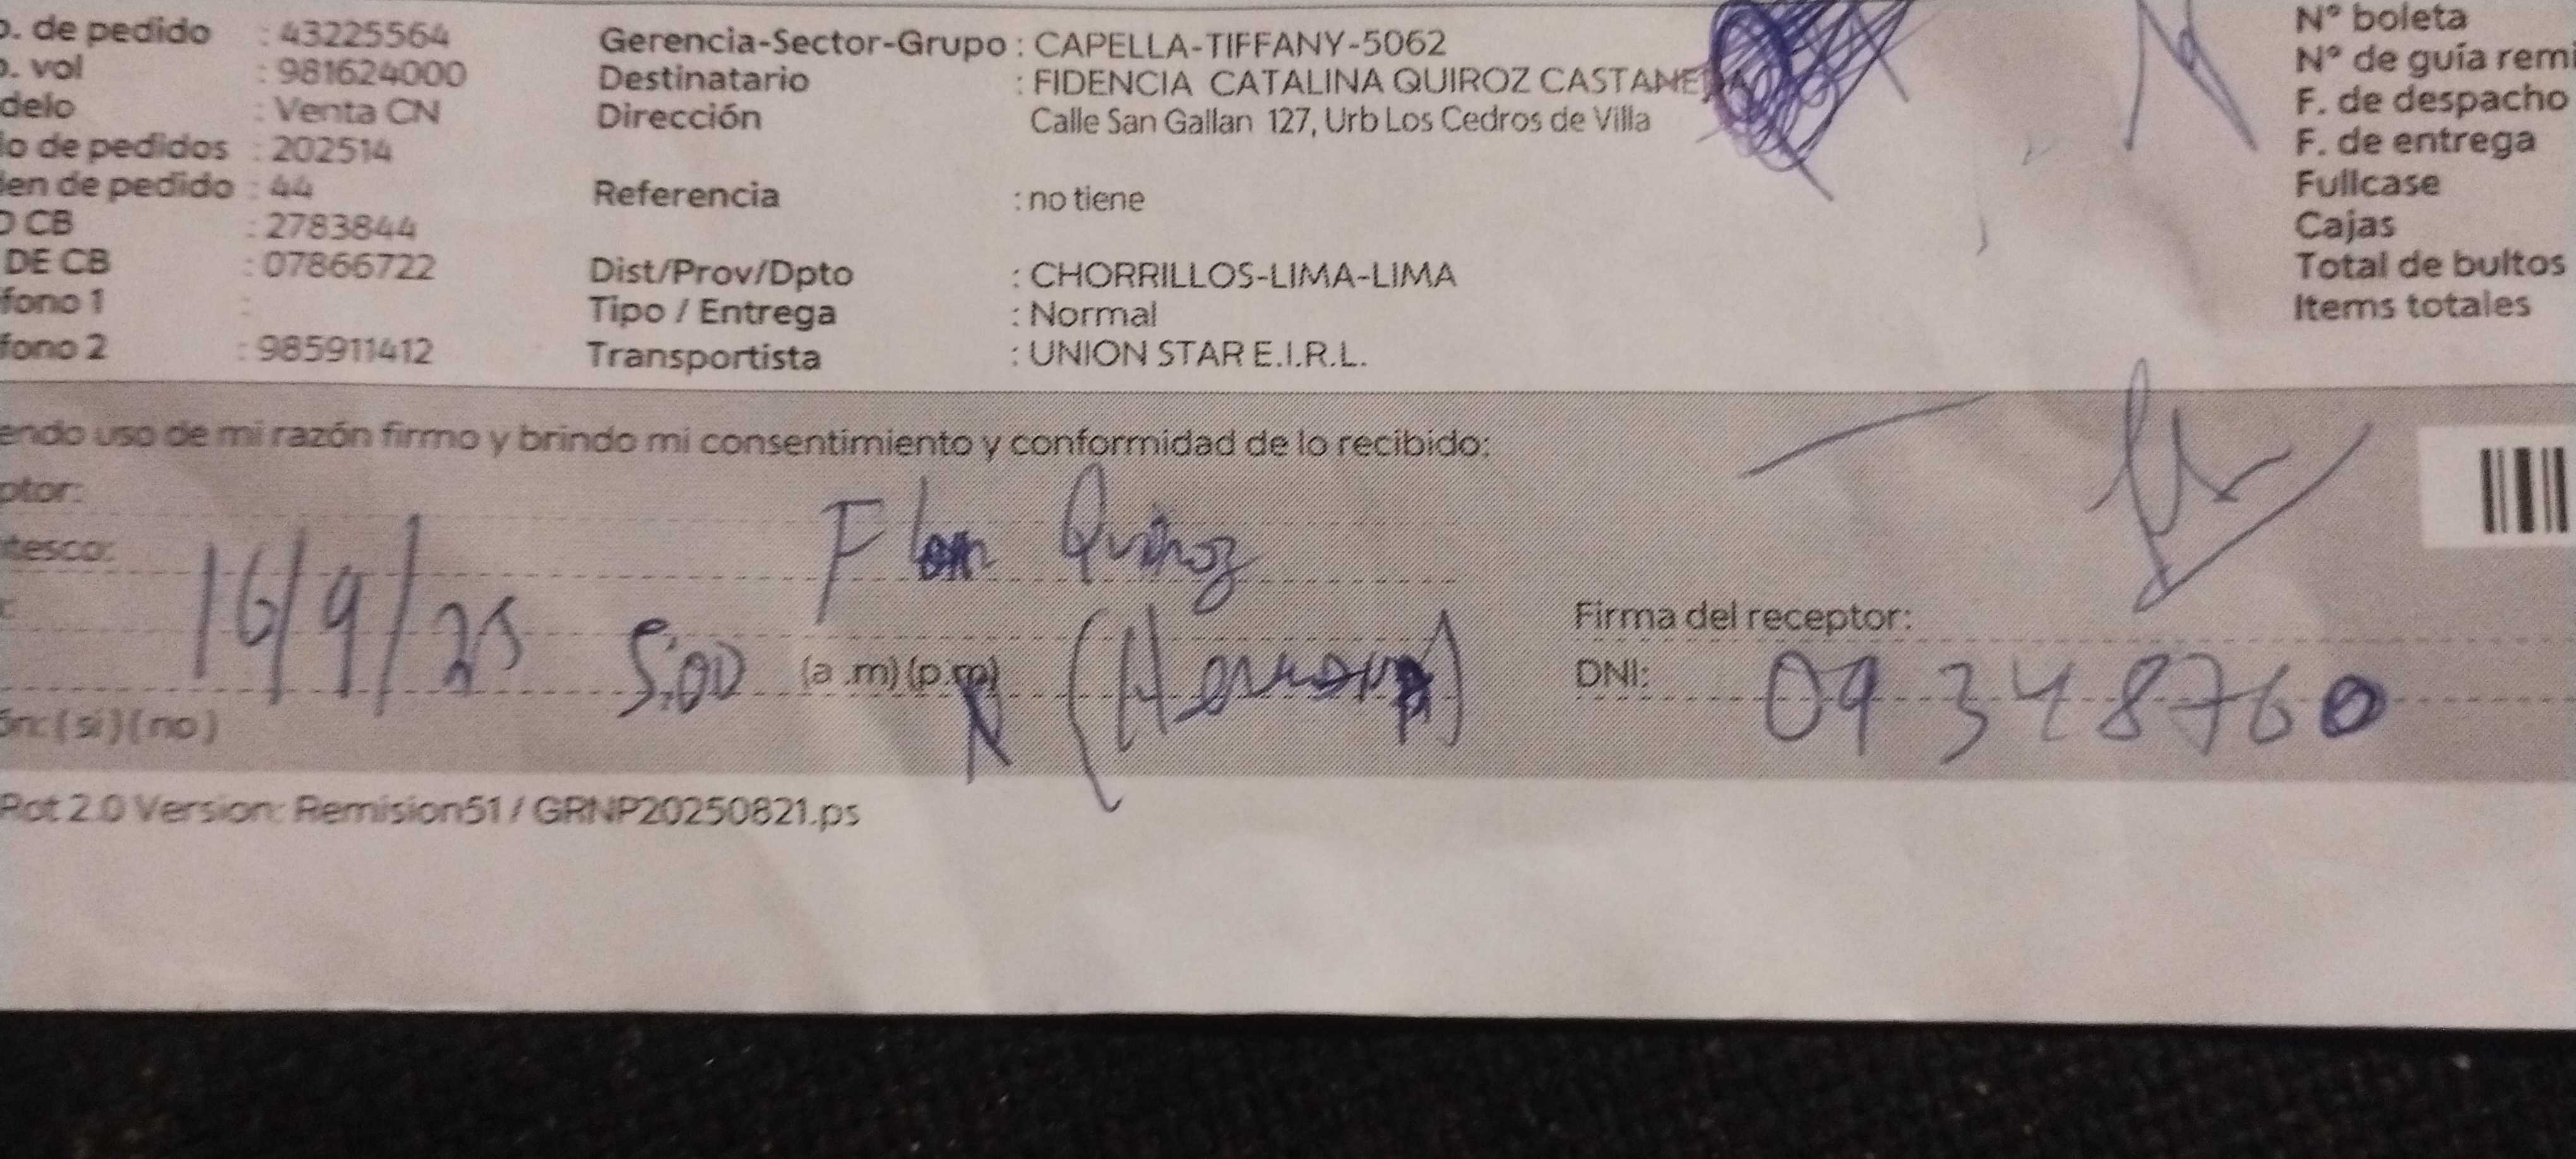 o. de pedido : 43225564
o. vol : 981624000
delo : Venta CN
io de pedidos : 202514
den de pedido : 44
O CB : 2783844
DE CB : 07866722
fono 1 :
fono 2 : 985911412
Gerencia-Sector-Grupo : CAPELLA-TIFFANY-5062
Destinatario : FIDENCIA CATALINA QUIROZ CASTANEDA
Dirección Calle San Gallan 127, Urb Los Cedros de Villa
Referencia : no tiene
Dist/Prov/Dpto : CHORRILLOS-LIMA-LIMA
Tipo / Entrega : Normal
Transportista : UNION STAR E.I.R.L.
N° boleta
N° de guía remi
F. de despacho
F. de entrega
Fullcase
Cajas
Total de bultos
Items totales
endo uso de mi razón firmo y brindo mi consentimiento y conformidad de lo recibido:
ptor:
Quiroz
tesco:
16/9/25 5:00 (a .m) (p.m)
ón: (si) (no)
Firma del receptor:
DNI: 09348760
Rot 2.0 Version: Remision51 / GRNP20250821.ps